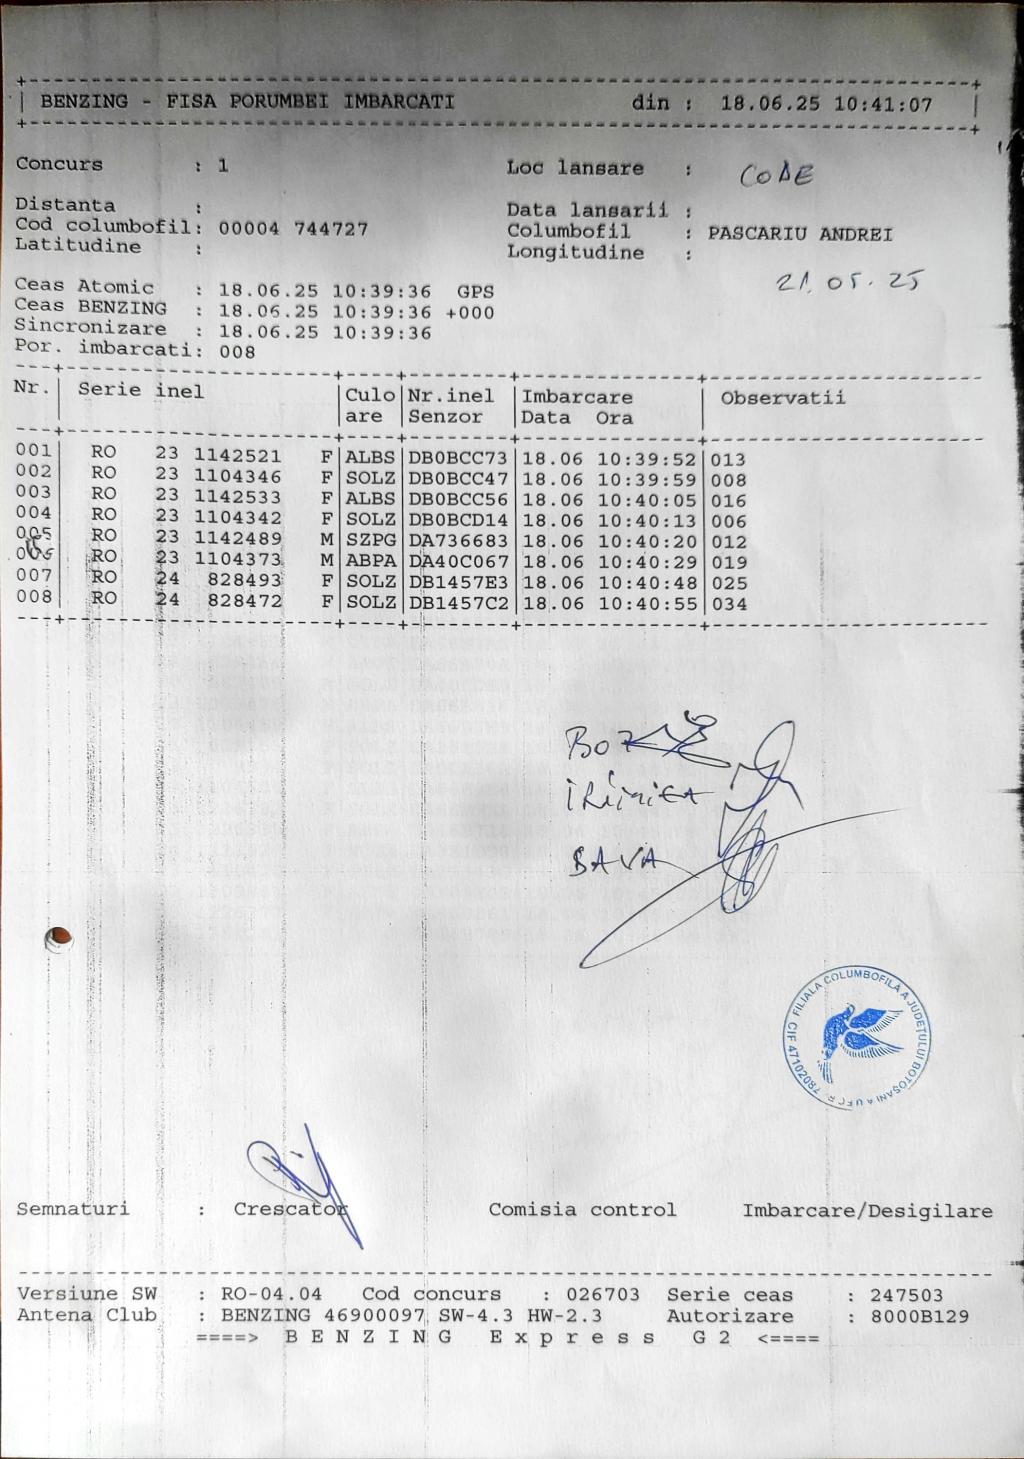 BENZING - FISA PORUMBEI IMBARCATI din : 18.06.25 10:41:07
Concurs : 1 Loc lansare : CODE
Distanta : Data lansarii :
Cod columbofil: 00004 744727 Columbofil : PASCARIU ANDREI
Latitudine : Longitudine :
21.05.25
Ceas Atomic : 18.06.25 10:39:36 GPS
Ceas BENZING : 18.06.25 10:39:36 +000
Sincronizare : 18.06.25 10:39:36
Por. imbarcati: 008
Nr. Serie inel Culo Nr.inel Imbarcare Observatii
are Senzor Data Ora
001 RO 23 1142521 F ALBS DB0BCC73 18.06 10:39:52 013
002 RO 23 1104346 F SOLZ DB0BCC47 18.06 10:39:59 008
003 RO 23 1142533 F ALBS DB0BCC56 18.06 10:40:05 016
004 RO 23 1104342 F SOLZ DB0BCD14 18.06 10:40:13 006
005 RO 23 1142489 M SZPG DA736683 18.06 10:40:20 012
006 RO 23 1104373 M ABPA DA40C067 18.06 10:40:29 019
007 RO 24 828493 F SOLZ DB1457E3 18.06 10:40:48 025
008 RO 24 828472 F SOLZ DB1457C2 18.06 10:40:55 034
IRIMIEA
BAVA
FILIALA COLUMBOFILA A JUDETULUI BOTOȘANI A UFCR CIF 47102087
Semnaturi : Crescator Comisia control Imbarcare/Desigilare
Versiune SW : RO-04.04 Cod concurs : 026703 Serie ceas : 247503
Antena Club : BENZING 46900097 SW-4.3 HW-2.3 Autorizare : 8000B129
====> B E N Z I N G E x p r e s s G 2 <====